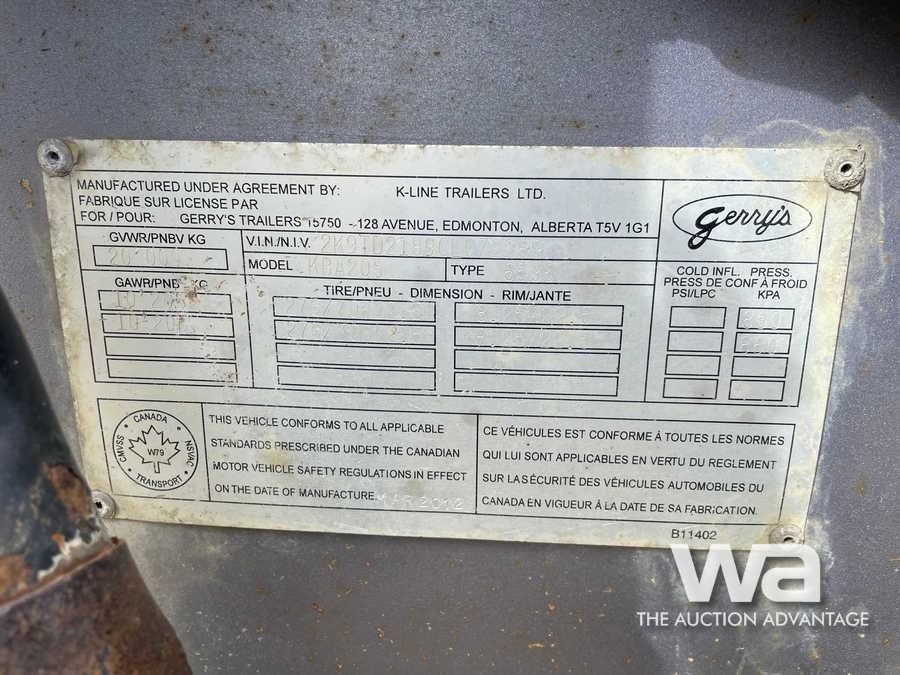 MANUFACTURED UNDER AGREEMENT BY: K-LINE TRAILERS LTD.
FABRIQUE SUR LICENSE PAR
FOR / POUR: GERRY'S TRAILERS 15750 - 128 AVENUE, EDMONTON, ALBERTA T5V 1G1
Gerry's
GVWR/PNBV KG
V.I.N./N.I.V.
MODEL KDA205 TYPE
GAWR/PNB KG
TIRE/PNEU - DIMENSION - RIM/JANTE
COLD INFL. PRESS.
PRESS DE CONF À FROID
PSI/LPC KPA
CANADA
CMVSS W79 NSVAC
TRANSPORT
THIS VEHICLE CONFORMS TO ALL APPLICABLE
STANDARDS PRESCRIBED UNDER THE CANADIAN
MOTOR VEHICLE SAFETY REGULATIONS IN EFFECT
ON THE DATE OF MANUFACTURE. MAR 2012
CE VÉHICULES EST CONFORME À TOUTES LES NORMES
QUI LUI SONT APPLICABLES EN VERTU DU REGLEMENT
SUR LA SÉCURITÉ DES VÉHICULES AUTOMOBILES DU
CANADA EN VIGUEUR À LA DATE DE SA FABRICATION.
B11402
wa
THE AUCTION ADVANTAGE